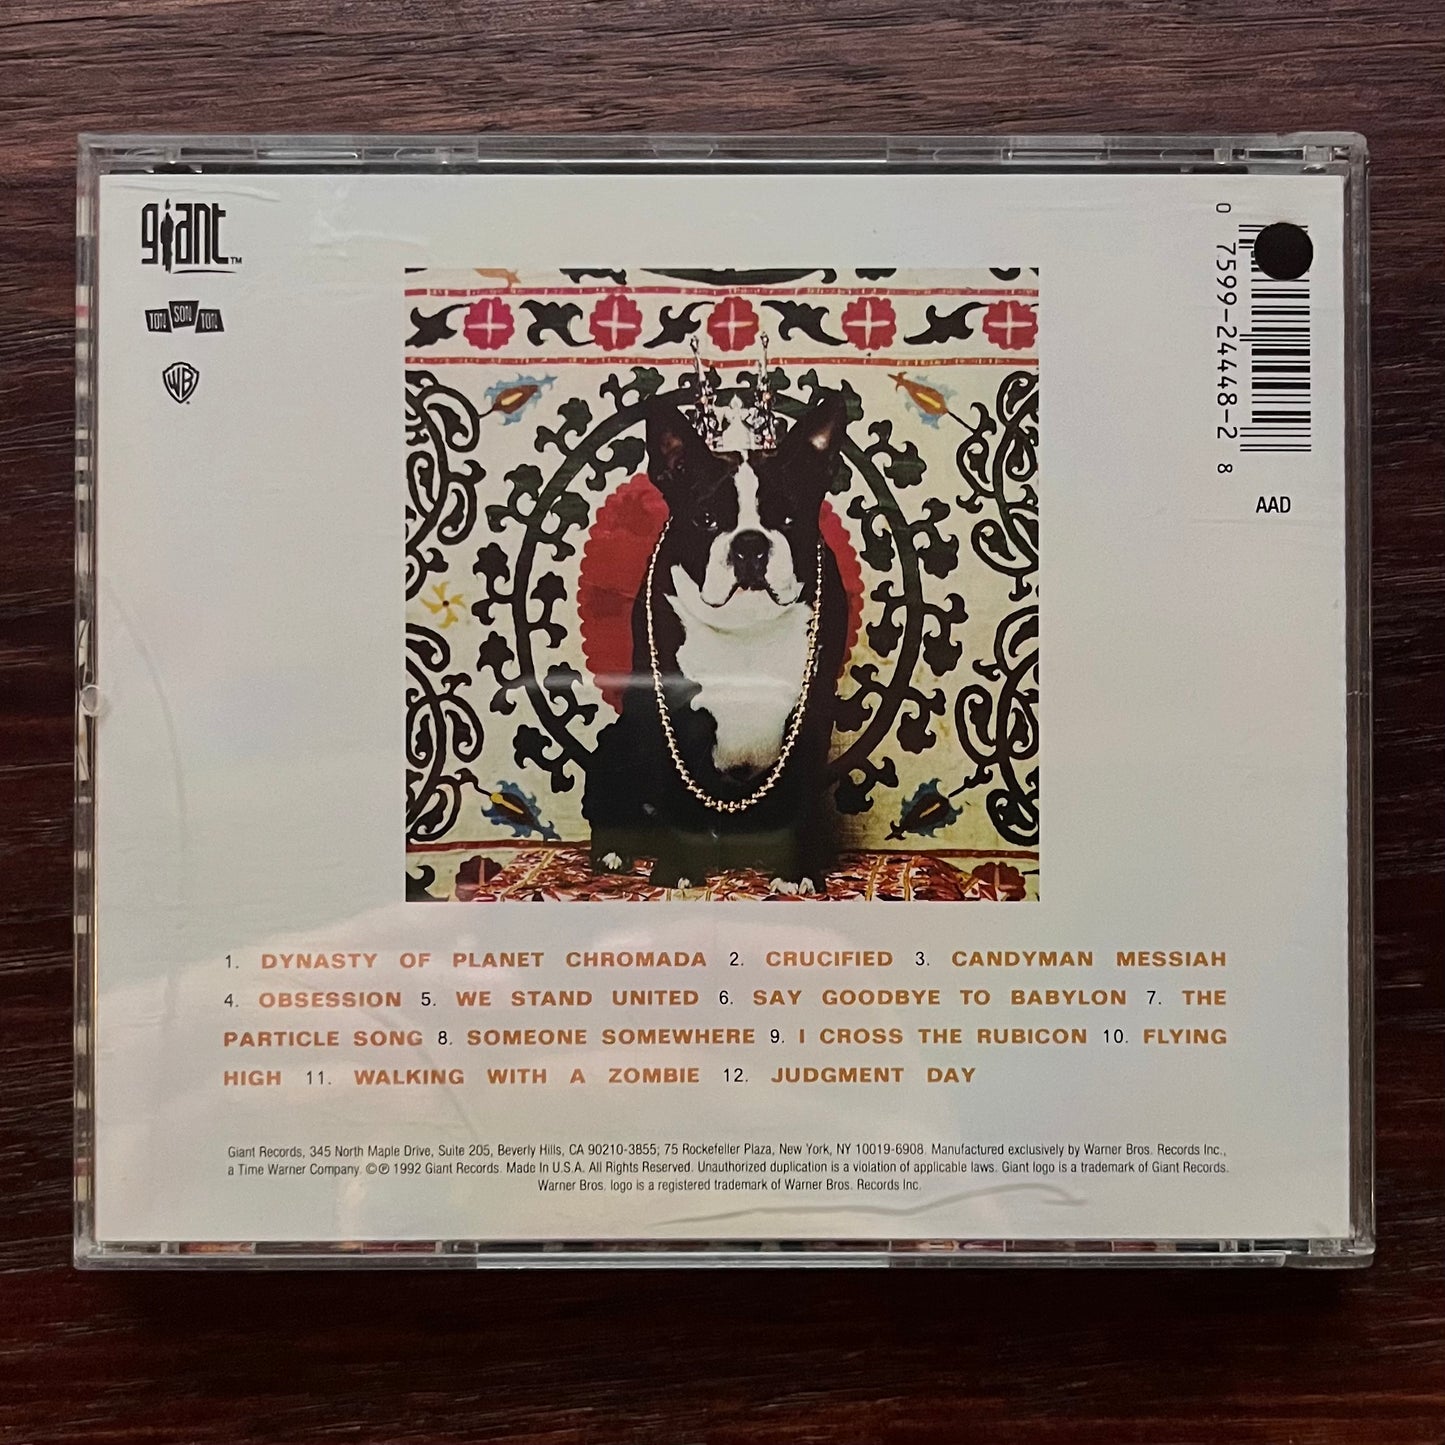 giant™
TON SON TON
WB
0 7599-24448-2 8
AAD
1. DYNASTY OF PLANET CHROMADA 2. CRUCIFIED 3. CANDYMAN MESSIAH
4. OBSESSION 5. WE STAND UNITED 6. SAY GOODBYE TO BABYLON 7. THE
PARTICLE SONG 8. SOMEONE SOMEWHERE 9. I CROSS THE RUBICON 10. FLYING
HIGH 11. WALKING WITH A ZOMBIE 12. JUDGMENT DAY
Giant Records, 345 North Maple Drive, Suite 205, Beverly Hills, CA 90210-3855; 75 Rockefeller Plaza, New York, NY 10019-6908. Manufactured exclusively by Warner Bros. Records Inc.,
a Time Warner Company. ©℗ 1992 Giant Records. Made In U.S.A. All Rights Reserved. Unauthorized duplication is a violation of applicable laws. Giant logo is a trademark of Giant Records.
Warner Bros. logo is a registered trademark of Warner Bros. Records Inc.